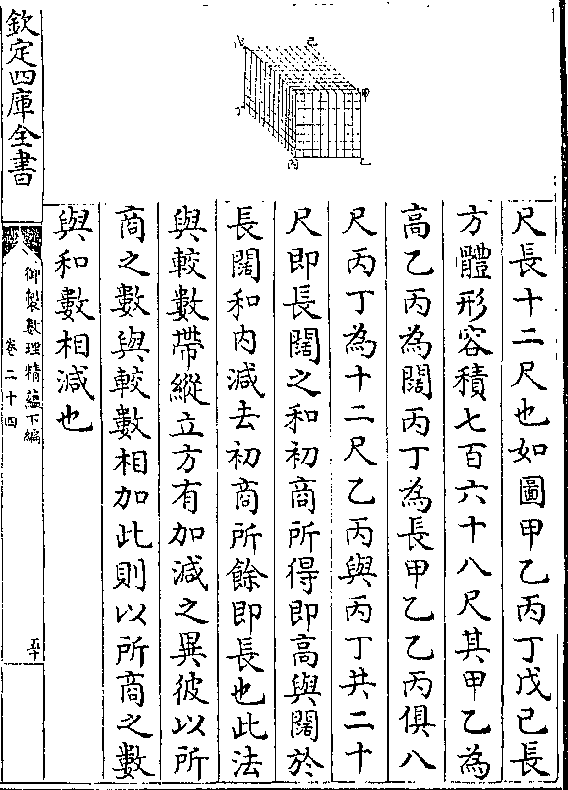 尺長十二尺也如圖甲乙丙丁戊己長
方體形容積七百六十八尺其甲乙為
高乙丙為闊丙丁為長甲乙乙丙俱八
尺丙丁為十二尺乙丙與丙丁共二十
尺即長闊之和初商所得即高與闊於
長闊和内減去初商所餘即長也此法
與較數帶縱立方有加減之異彼以所
商之數與較數相加此則以所商之數
與和數相減也
戊
己
甲
丁
丙
乙
欽定四庫全書
御製數理精蘊下編
卷二十四